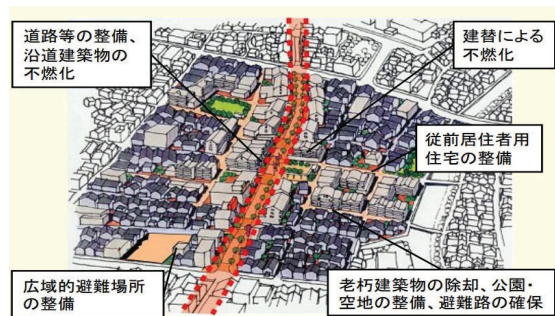 道路等の整備、
沿道建築物の
不燃化
建替による
不燃化
従前居住者用
住宅の整備
広域的避難場所
の整備
老朽建築物の除却、公園・
空地の整備、避難路の確保